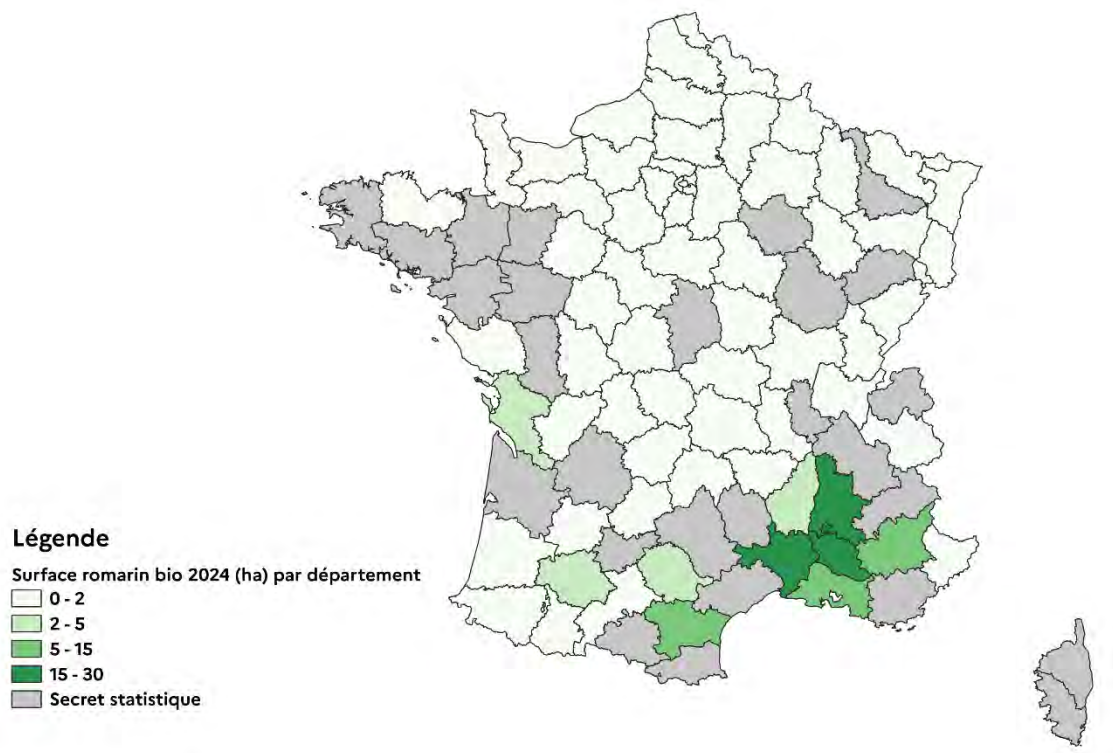 Légende
Surface romarin bio 2024 (ha) par département
0 - 2
2 - 5
5 - 15
15 - 30
Secret statistique